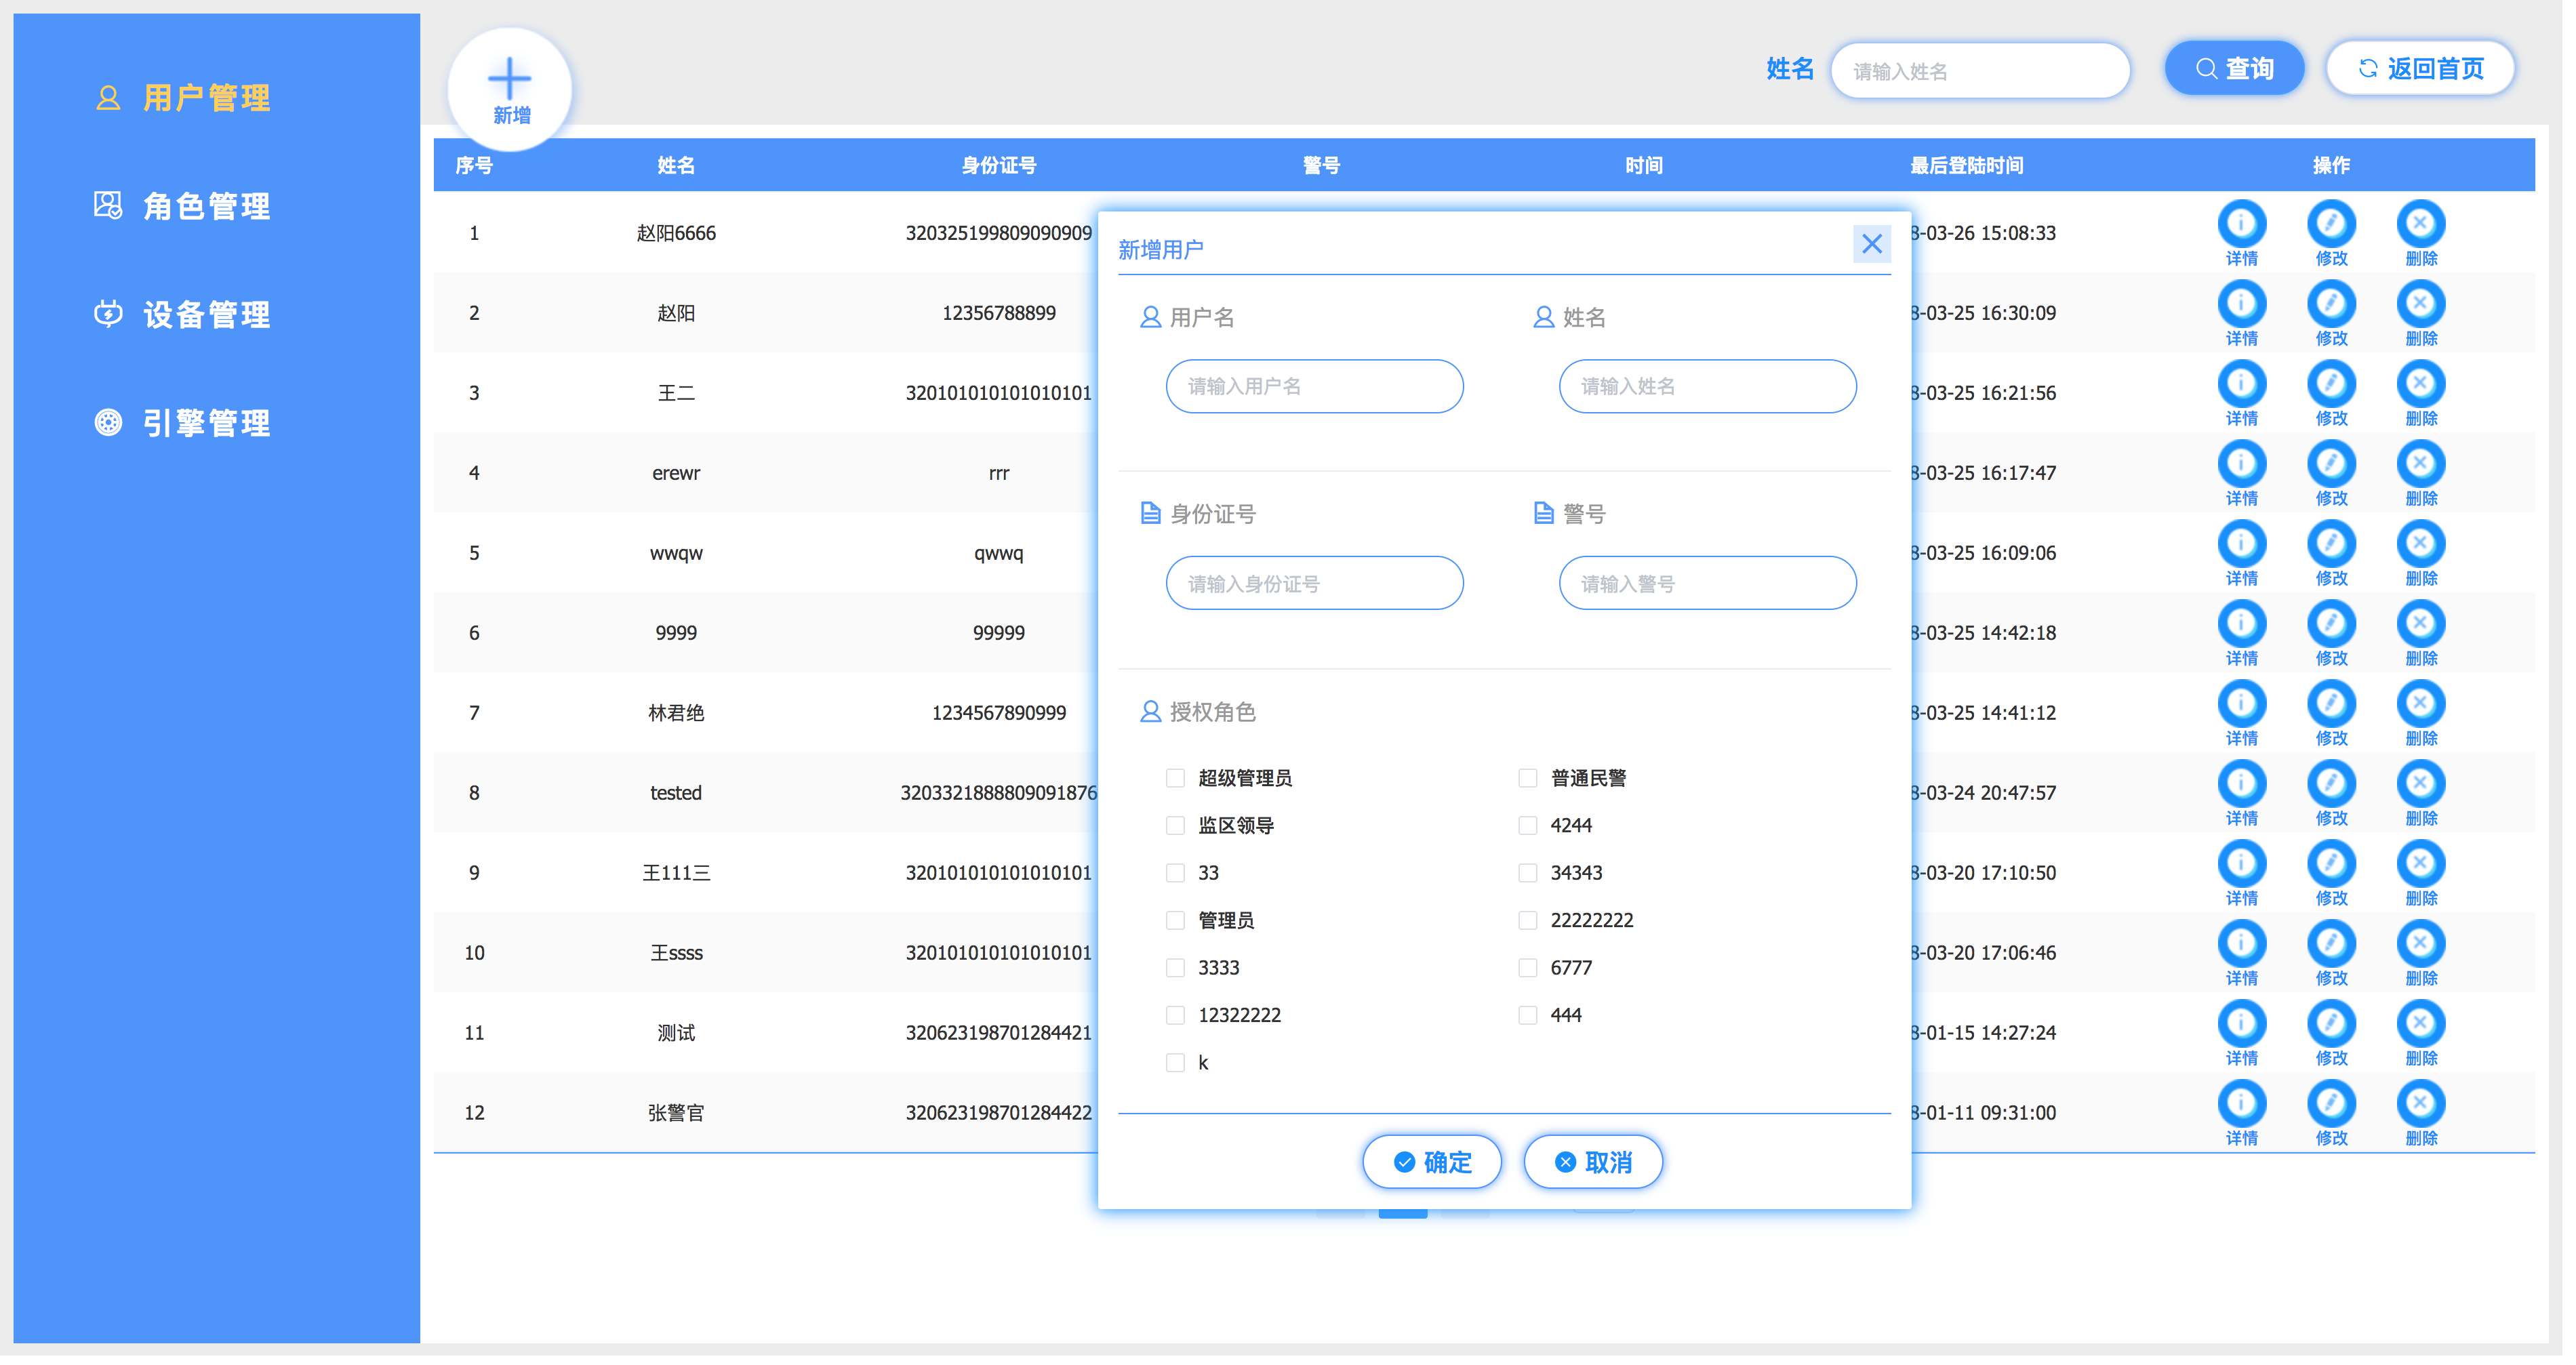 用户管理
角色管理
设备管理
引擎管理
新增
姓名 请输入姓名 查询 返回首页
序号 姓名 身份证号 警号 时间 最后登陆时间 操作
1 赵阳6666 320325199809090909 8-03-26 15:08:33 详情 修改 删除
2 赵阳 12356788899 8-03-25 16:30:09 详情 修改 删除
3 王二 320101010101010101 8-03-25 16:21:56 详情 修改 删除
4 erewr rrr 8-03-25 16:17:47 详情 修改 删除
5 wwqw qwwq 8-03-25 16:09:06 详情 修改 删除
6 9999 99999 8-03-25 14:42:18 详情 修改 删除
7 林君绝 1234567890999 8-03-25 14:41:12 详情 修改 删除
8 tested 3203321888809091876 8-03-24 20:47:57 详情 修改 删除
9 王111三 320101010101010101 8-03-20 17:10:50 详情 修改 删除
10 王ssss 320101010101010101 8-03-20 17:06:46 详情 修改 删除
11 测试 320623198701284421 8-01-15 14:27:24 详情 修改 删除
12 张警官 320623198701284422 8-01-11 09:31:00 详情 修改 删除
新增用户
用户名 姓名
请输入用户名 请输入姓名
身份证号 警号
请输入身份证号 请输入警号
授权角色
超级管理员 普通民警
监区领导 4244
33 34343
管理员 22222222
3333 6777
12322222 444
k
确定 取消